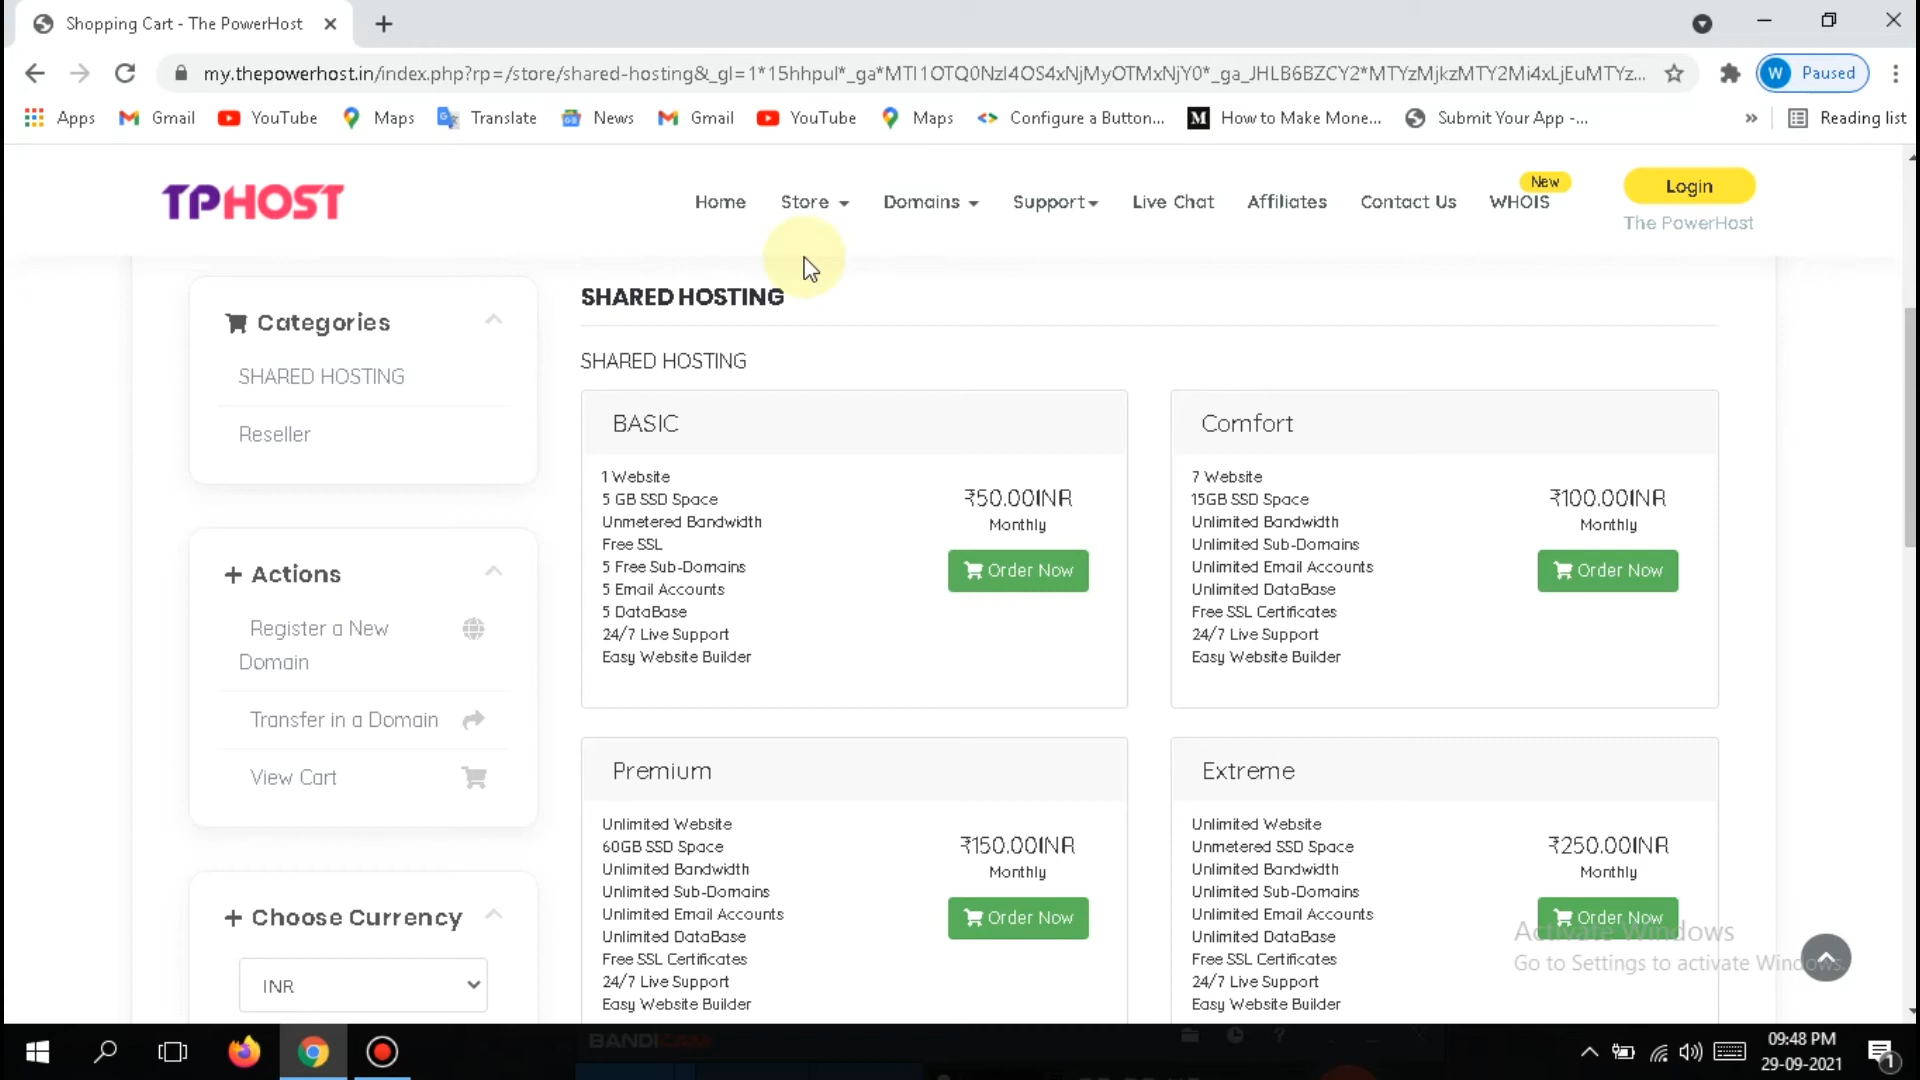 Shopping Cart - The PowerHost
my.thepowerhost.in/index.php?rp=/store/shared-hosting&_gl=1*15hhpul*_ga*MTI1OTQ0NzI4OS4xNjMyOTMxNjY0*_ga_JHLB6BZCY2*MTYzMjkzMTY2Mi4xLjEuMTYz...
W Paused
Apps
Gmail
YouTube
Maps
Translate
News
Gmail
YouTube
Maps
Configure a Button...
How to Make Mone...
Submit Your App -...
»
Reading list
TPHOST
Home
Store
Domains
Support
Live Chat
Affiliates
Contact Us
New
WHOIS
Login
The PowerHost
Categories
SHARED HOSTING
Reseller
+ Actions
Register a New
Domain
Transfer in a Domain
View Cart
+ Choose Currency
INR
SHARED HOSTING
SHARED HOSTING
BASIC
1 Website
5 GB SSD Space
Unmetered Bandwidth
Free SSL
5 Free Sub-Domains
5 Email Accounts
5 DataBase
24/7 Live Support
Easy Website Builder
₹50.00INR
Monthly
Order Now
Comfort
7 Website
15GB SSD Space
Unlimited Bandwidth
Unlimited Sub-Domains
Unlimited Email Accounts
Unlimited DataBase
Free SSL Certificates
24/7 Live Support
Easy Website Builder
₹100.00INR
Monthly
Order Now
Premium
Unlimited Website
60GB SSD Space
Unlimited Bandwidth
Unlimited Sub-Domains
Unlimited Email Accounts
Unlimited DataBase
Free SSL Certificates
24/7 Live Support
Easy Website Builder
₹150.00INR
Monthly
Order Now
Extreme
Unlimited Website
Unmetered SSD Space
Unlimited Bandwidth
Unlimited Sub-Domains
Unlimited Email Accounts
Unlimited DataBase
Free SSL Certificates
24/7 Live Support
Easy Website Builder
₹250.00INR
Monthly
Order Now
Activate Windows
Go to Settings to activate Windows.
BANDICAM
09:48 PM
29-09-2021
1